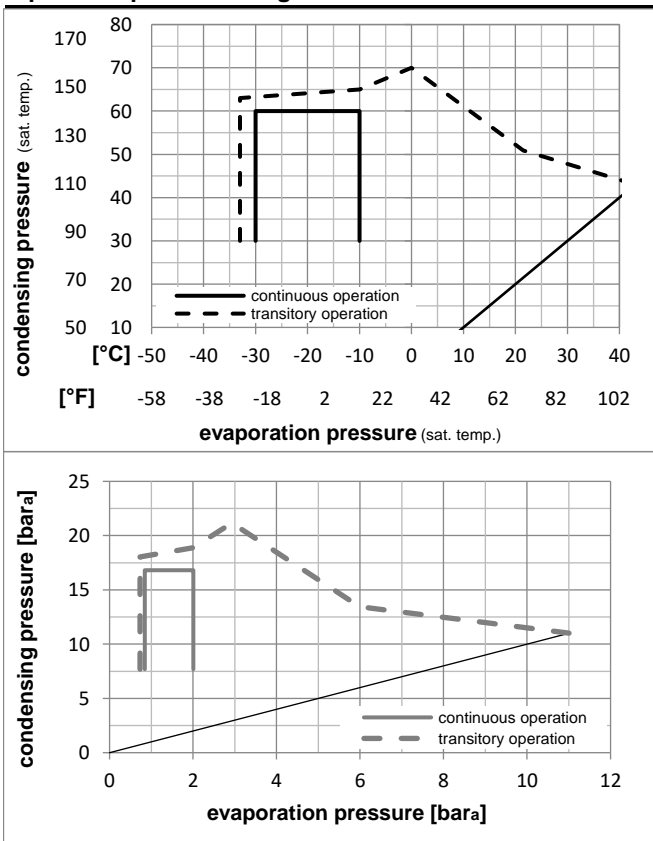 170 80
150 70
130 60
110 50
90 40
70 30
50 20
10
condensing pressure (sat. temp.)
continuous operation
transitory operation
[°C] -50 -40 -30 -20 -10 0 10 20 30 40
[°F] -58 -38 -18 2 22 42 62 82 102
evaporation pressure (sat. temp.)
25
20
15
10
5
0
condensing pressure [bara]
continuous operation
transitory operation
0 2 4 6 8 10 12
evaporation pressure [bara]